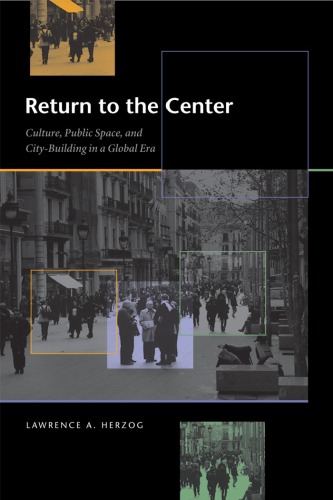 Return to the Center
Culture, Public Space, and
City-Building in a Global Era
LAWRENCE A. HERZOG